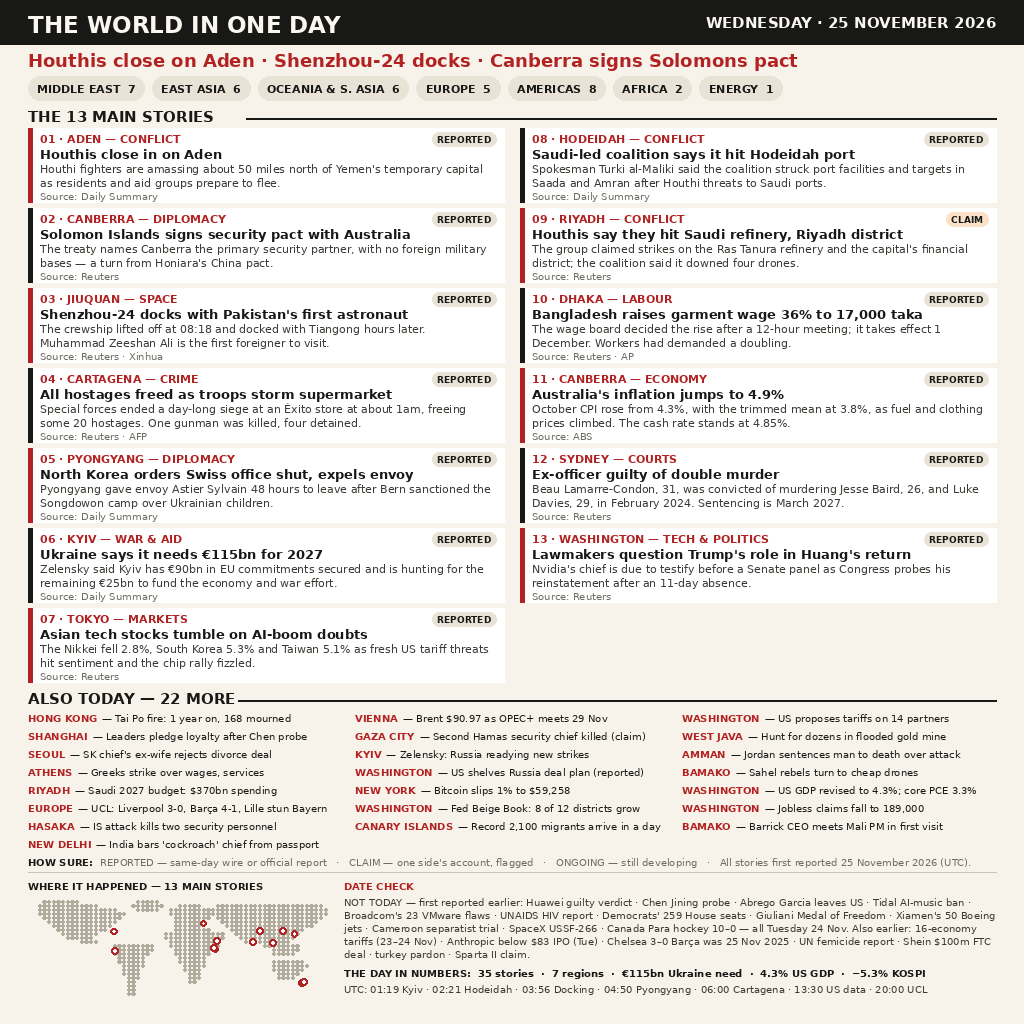 THE WORLD IN ONE DAY
WEDNESDAY · 25 NOVEMBER 2026
Houthis close on Aden · Shenzhou-24 docks · Canberra signs Solomons pact
MIDDLE EAST 7
EAST ASIA 6
OCEANIA & S. ASIA 6
EUROPE 5
AMERICAS 8
AFRICA 2
ENERGY 1
THE 13 MAIN STORIES
01 · ADEN — CONFLICT
REPORTED
Houthis close in on Aden
Houthi fighters are amassing about 50 miles north of Yemen's temporary capital
as residents and aid groups prepare to flee.
Source: Daily Summary
02 · CANBERRA — DIPLOMACY
REPORTED
Solomon Islands signs security pact with Australia
The treaty names Canberra the primary security partner, with no foreign military
bases — a turn from Honiara's China pact.
Source: Reuters
03 · JIUQUAN — SPACE
REPORTED
Shenzhou-24 docks with Pakistan's first astronaut
The crewship lifted off at 08:18 and docked with Tiangong hours later.
Muhammad Zeeshan Ali is the first foreigner to visit.
Source: Reuters · Xinhua
04 · CARTAGENA — CRIME
REPORTED
All hostages freed as troops storm supermarket
Special forces ended a day-long siege at an Éxito store at about 1am, freeing
some 20 hostages. One gunman was killed, four detained.
Source: Reuters · AFP
05 · PYONGYANG — DIPLOMACY
REPORTED
North Korea orders Swiss office shut, expels envoy
Pyongyang gave envoy Astier Sylvain 48 hours to leave after Bern sanctioned the
Songdowon camp over Ukrainian children.
Source: Daily Summary
06 · KYIV — WAR & AID
REPORTED
Ukraine says it needs €115bn for 2027
Zelensky said Kyiv has €90bn in EU commitments secured and is hunting for the
remaining €25bn to fund the economy and war effort.
Source: Daily Summary
07 · TOKYO — MARKETS
REPORTED
Asian tech stocks tumble on AI-boom doubts
The Nikkei fell 2.8%, South Korea 5.3% and Taiwan 5.1% as fresh US tariff threats
hit sentiment and the chip rally fizzled.
Source: Reuters
08 · HODEIDAH — CONFLICT
REPORTED
Saudi-led coalition says it hit Hodeidah port
Spokesman Turki al-Maliki said the coalition struck port facilities and targets in
Saada and Amran after Houthi threats to Saudi ports.
Source: Daily Summary
09 · RIYADH — CONFLICT
CLAIM
Houthis say they hit Saudi refinery, Riyadh district
The group claimed strikes on the Ras Tanura refinery and the capital's financial
district; the coalition said it downed four drones.
Source: Reuters
10 · DHAKA — LABOUR
REPORTED
Bangladesh raises garment wage 36% to 17,000 taka
The wage board decided the rise after a 12-hour meeting; it takes effect 1
December. Workers had demanded a doubling.
Source: Reuters · AP
11 · CANBERRA — ECONOMY
REPORTED
Australia's inflation jumps to 4.9%
October CPI rose from 4.3%, with the trimmed mean at 3.8%, as fuel and clothing
prices climbed. The cash rate stands at 4.85%.
Source: ABS
12 · SYDNEY — COURTS
REPORTED
Ex-officer guilty of double murder
Beau Lamarre-Condon, 31, was convicted of murdering Jesse Baird, 26, and Luke
Davies, 29, in February 2024. Sentencing is March 2027.
Source: Reuters
13 · WASHINGTON — TECH & POLITICS
REPORTED
Lawmakers question Trump's role in Huang's return
Nvidia's chief is due to testify before a Senate panel as Congress probes his
reinstatement after an 11-day absence.
Source: Reuters
ALSO TODAY — 22 MORE
HONG KONG — Tai Po fire: 1 year on, 168 mourned
SHANGHAI — Leaders pledge loyalty after Chen probe
SEOUL — SK chief's ex-wife rejects divorce deal
ATHENS — Greeks strike over wages, services
RIYADH — Saudi 2027 budget: $370bn spending
EUROPE — UCL: Liverpool 3-0, Barça 4-1, Lille stun Bayern
HASAKA — IS attack kills two security personnel
NEW DELHI — India bars 'cockroach' chief from passport
VIENNA — Brent $90.97 as OPEC+ meets 29 Nov
GAZA CITY — Second Hamas security chief killed (claim)
KYIV — Zelensky: Russia readying new strikes
WASHINGTON — US shelves Russia deal plan (reported)
NEW YORK — Bitcoin slips 1% to $59,258
WASHINGTON — Fed Beige Book: 8 of 12 districts grow
CANARY ISLANDS — Record 2,100 migrants arrive in a day
WASHINGTON — US proposes tariffs on 14 partners
WEST JAVA — Hunt for dozens in flooded gold mine
AMMAN — Jordan sentences man to death over attack
BAMAKO — Sahel rebels turn to cheap drones
WASHINGTON — US GDP revised to 4.3%; core PCE 3.3%
WASHINGTON — Jobless claims fall to 189,000
BAMAKO — Barrick CEO meets Mali PM in first visit
HOW SURE: REPORTED — same-day wire or official report · CLAIM — one side's account, flagged · ONGOING — still developing · All stories first reported 25 November 2026 (UTC).
WHERE IT HAPPENED — 13 MAIN STORIES
DATE CHECK
NOT TODAY — first reported earlier: Huawei guilty verdict · Chen Jining probe · Abrego Garcia leaves US · Tidal AI-music ban ·
Broadcom's 23 VMware flaws · UNAIDS HIV report · Democrats' 259 House seats · Giuliani Medal of Freedom · Xiamen's 50 Boeing
jets · Cameroon separatist trial · SpaceX USSF-266 · Canada Para hockey 10–0 — all Tuesday 24 Nov. Also earlier: 16-economy
tariffs (23–24 Nov) · Anthropic below $83 IPO (Tue) · Chelsea 3–0 Barça was 25 Nov 2025 · UN femicide report · Shein $100m FTC
deal · turkey pardon · Sparta II claim.
THE DAY IN NUMBERS: 35 stories · 7 regions · €115bn Ukraine need · 4.3% US GDP · −5.3% KOSPI
UTC: 01:19 Kyiv · 02:21 Hodeidah · 03:56 Docking · 04:50 Pyongyang · 06:00 Cartagena · 13:30 US data · 20:00 UCL